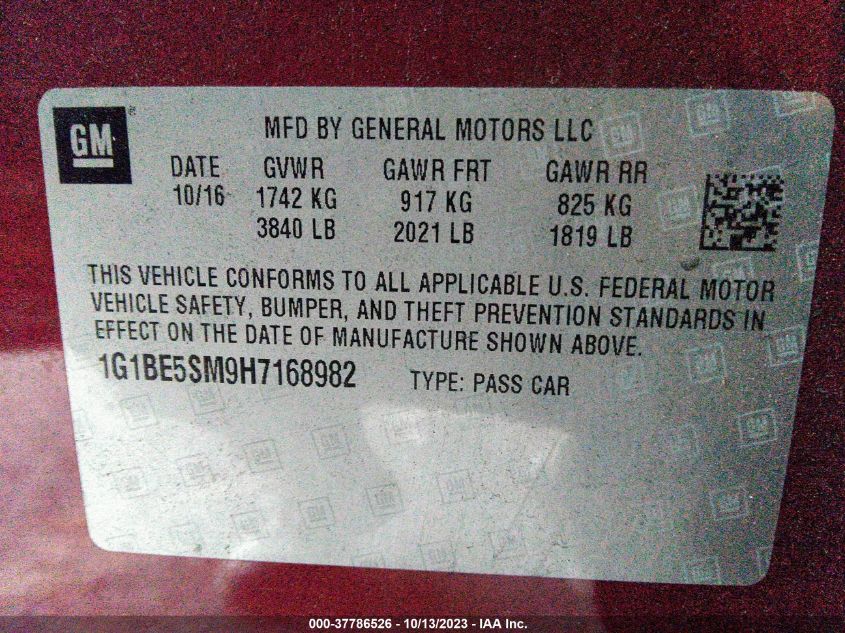 GM
MFD BY GENERAL MOTORS LLC
DATE GVWR GAWR FRT GAWR RR
10/16 1742 KG 917 KG 825 KG
3840 LB 2021 LB 1819 LB
THIS VEHICLE CONFORMS TO ALL APPLICABLE U.S. FEDERAL MOTOR
VEHICLE SAFETY, BUMPER, AND THEFT PREVENTION STANDARDS IN
EFFECT ON THE DATE OF MANUFACTURE SHOWN ABOVE.
1G1BE5SM9H7168982 TYPE: PASS CAR
000-37786526 - 10/13/2023 - IAA Inc.